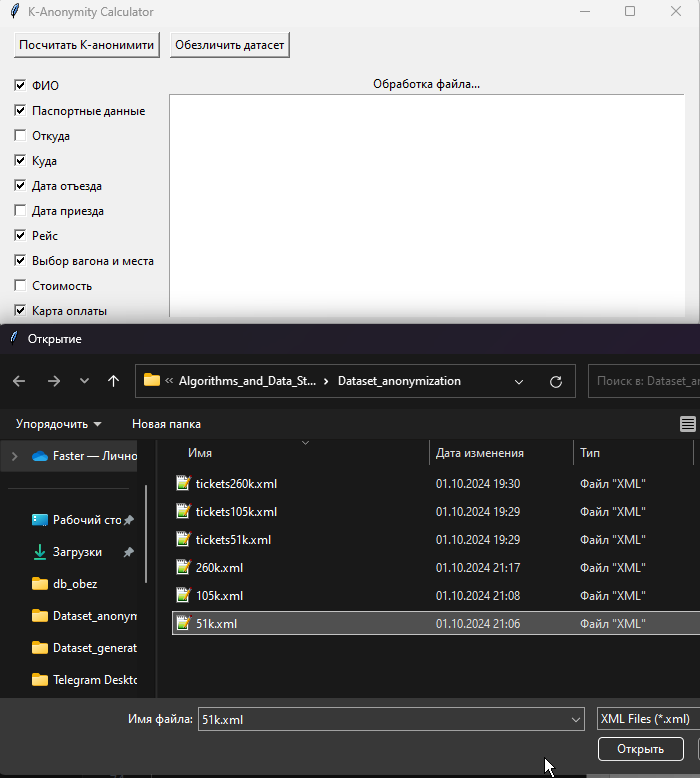 K-Anonymity Calculator
Посчитать К-анонимити Обезличить датасет
ФИО
Обработка файла...
Паспортные данные
Откуда
Куда
Дата отъезда
Дата приезда
Рейс
Выбор вагона и места
Стоимость
Карта оплаты
Открытие
Algorithms_and_Data_St... Dataset_anonymization
Поиск в: Dataset_an
Упорядочить Новая папка
Имя Дата изменения Тип
Faster — Лично
tickets260k.xml 01.10.2024 19:30 Файл "XML"
tickets105k.xml 01.10.2024 19:29 Файл "XML"
Рабочий сто
tickets51k.xml 01.10.2024 19:29 Файл "XML"
Загрузки
260k.xml 01.10.2024 21:17 Файл "XML"
db_obez
105k.xml 01.10.2024 21:08 Файл "XML"
Dataset_anonym
51k.xml 01.10.2024 21:06 Файл "XML"
Dataset_generat
Telegram Deskto
Имя файла: 51k.xml XML Files (*.xml)
Открыть